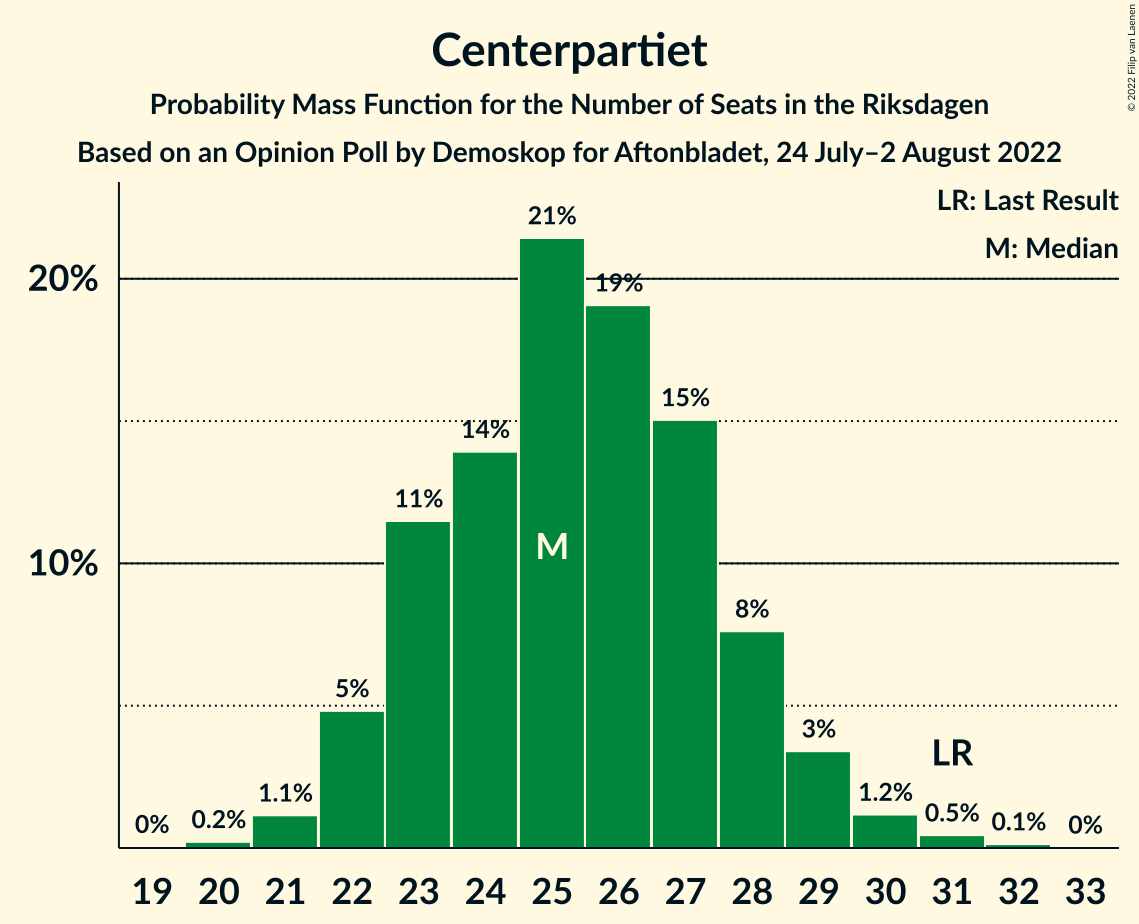 Centerpartiet
Probability Mass Function for the Number of Seats in the Riksdagen
Based on an Opinion Poll by Demoskop for Aftonbladet, 24 July–2 August 2022
© 2022 Filip van Laenen
LR: Last Result
M: Median
20%
10%
0%
0.2%
1.1%
5%
11%
14%
21%
19%
15%
8%
3%
1.2%
0.5%
0.1%
0%
M
LR
19 20 21 22 23 24 25 26 27 28 29 30 31 32 33